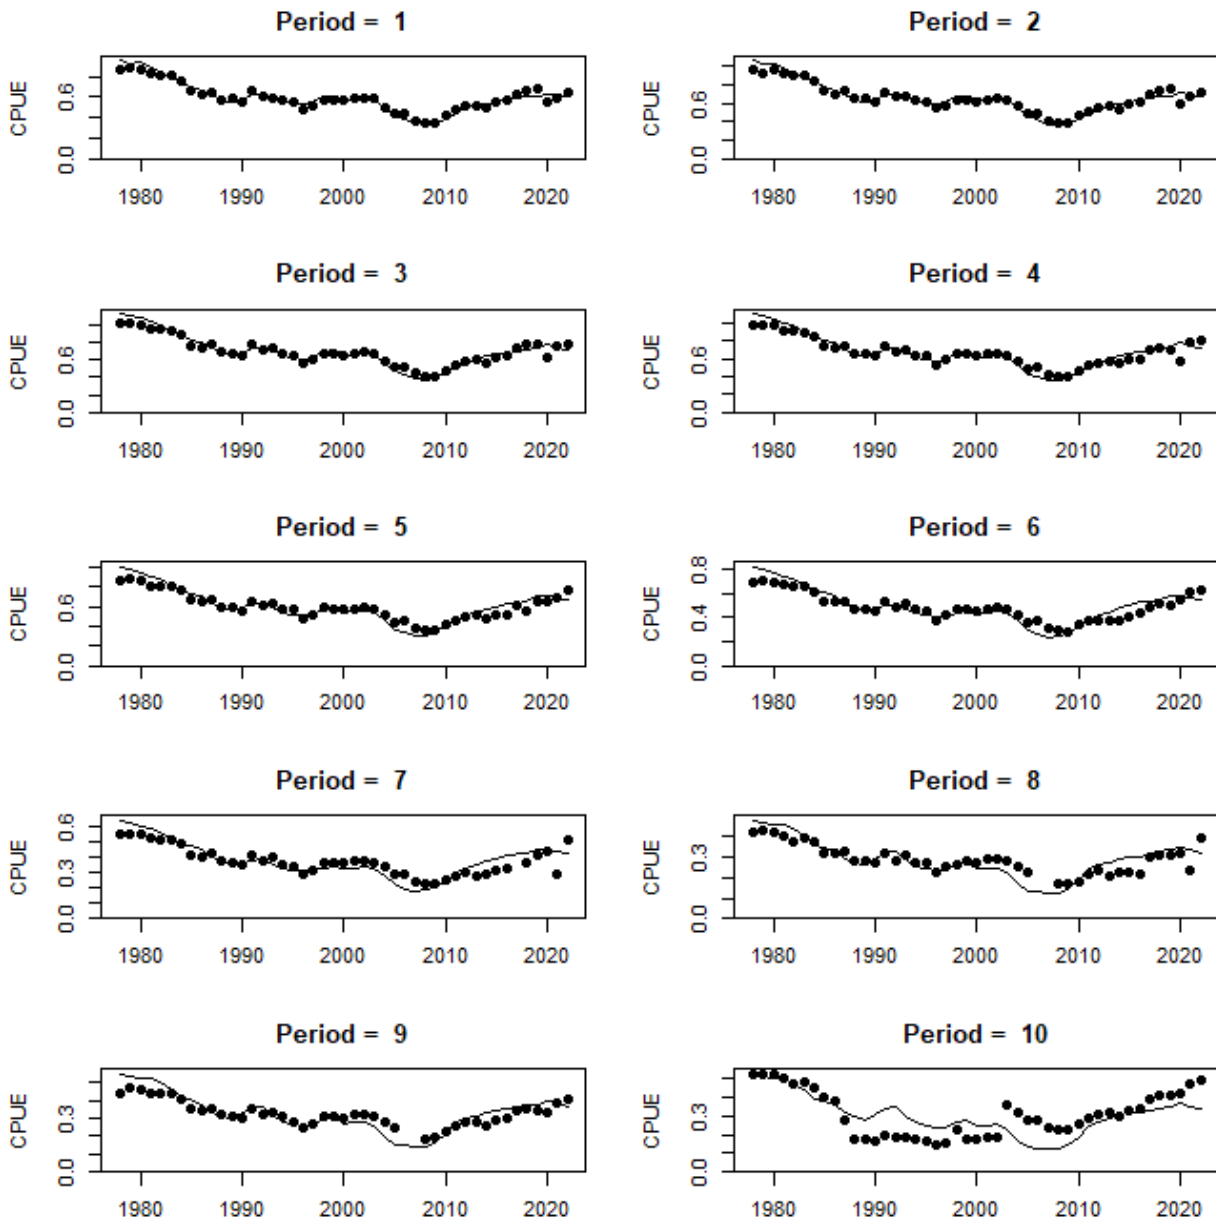 Period = 1
CPUE
0.0 0.6
1980 1990 2000 2010 2020
Period = 2
CPUE
0.0 0.6
1980 1990 2000 2010 2020
Period = 3
CPUE
0.0 0.6
1980 1990 2000 2010 2020
Period = 4
CPUE
0.0 0.6
1980 1990 2000 2010 2020
Period = 5
CPUE
0.0 0.6
1980 1990 2000 2010 2020
Period = 6
CPUE
0.0 0.4 0.8
1980 1990 2000 2010 2020
Period = 7
CPUE
0.0 0.3 0.6
1980 1990 2000 2010 2020
Period = 8
CPUE
0.0 0.3
1980 1990 2000 2010 2020
Period = 9
CPUE
0.0 0.3
1980 1990 2000 2010 2020
Period = 10
CPUE
0.0 0.3
1980 1990 2000 2010 2020